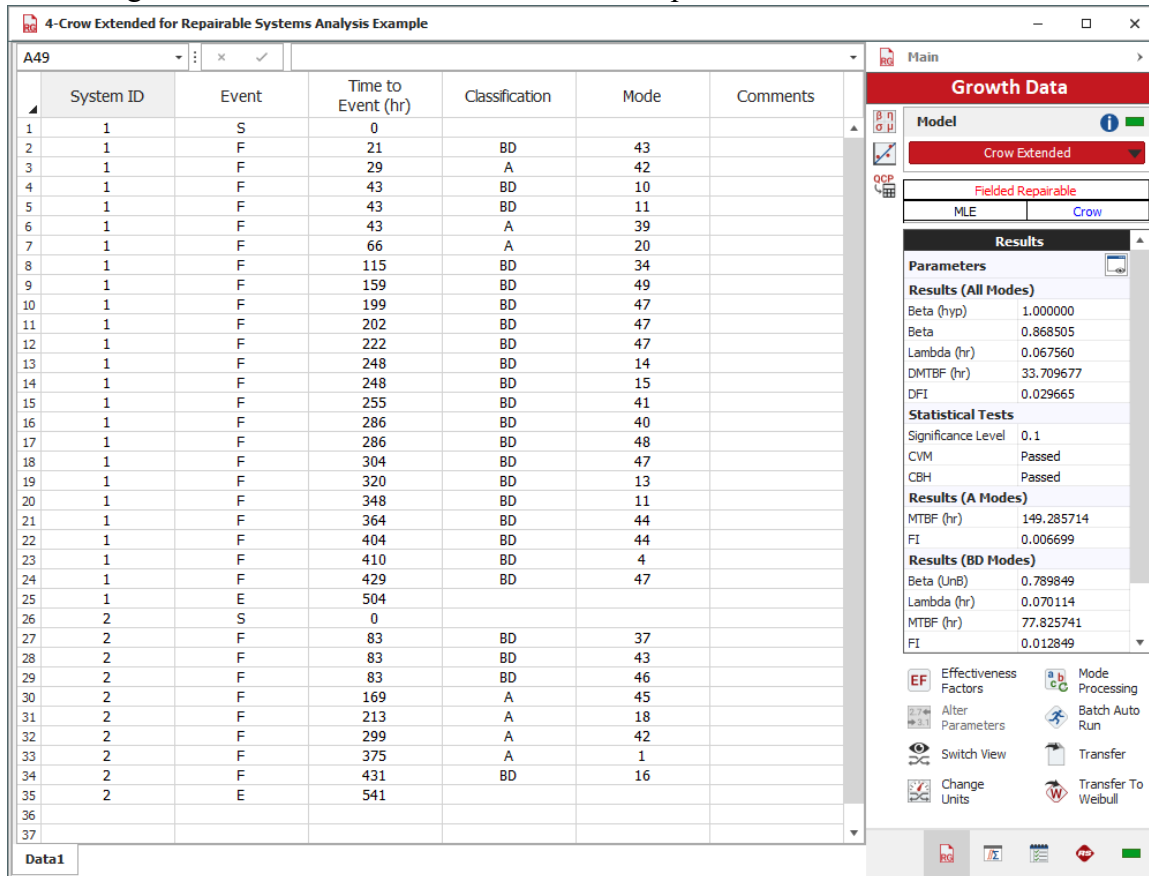 4-Crow Extended for Repairable Systems Analysis Example
A49
System ID Event Time to Event (hr) Classification Mode Comments
1 1 S 0
2 1 F 21 BD 43
3 1 F 29 A 42
4 1 F 43 BD 10
5 1 F 43 BD 11
6 1 F 43 A 39
7 1 F 66 A 20
8 1 F 115 BD 34
9 1 F 159 BD 49
10 1 F 199 BD 47
11 1 F 202 BD 47
12 1 F 222 BD 47
13 1 F 248 BD 14
14 1 F 248 BD 15
15 1 F 255 BD 41
16 1 F 286 BD 40
17 1 F 286 BD 48
18 1 F 304 BD 47
19 1 F 320 BD 13
20 1 F 348 BD 11
21 1 F 364 BD 44
22 1 F 404 BD 44
23 1 F 410 BD 4
24 1 F 429 BD 47
25 1 E 504
26 2 S 0
27 2 F 83 BD 37
28 2 F 83 BD 43
29 2 F 83 BD 46
30 2 F 169 A 45
31 2 F 213 A 18
32 2 F 299 A 42
33 2 F 375 A 1
34 2 F 431 BD 16
35 2 E 541
36
37
Data1
RG Main
Growth Data
β η
σ μ
QCP
Model
Crow Extended
Fielded Repairable
MLE Crow
Results
Parameters
Results (All Modes)
Beta (hyp) 1.000000
Beta 0.868505
Lambda (hr) 0.067560
DMTBF (hr) 33.709677
DFI 0.029665
Statistical Tests
Significance Level 0.1
CVM Passed
CBH Passed
Results (A Modes)
MTBF (hr) 149.285714
FI 0.006699
Results (BD Modes)
Beta (UnB) 0.789849
Lambda (hr) 0.070114
MTBF (hr) 77.825741
FI 0.012849
EF Effectiveness Factors
Mode Processing
Alter Parameters
Batch Auto Run
Switch View
Transfer
Change Units
Transfer To Weibull